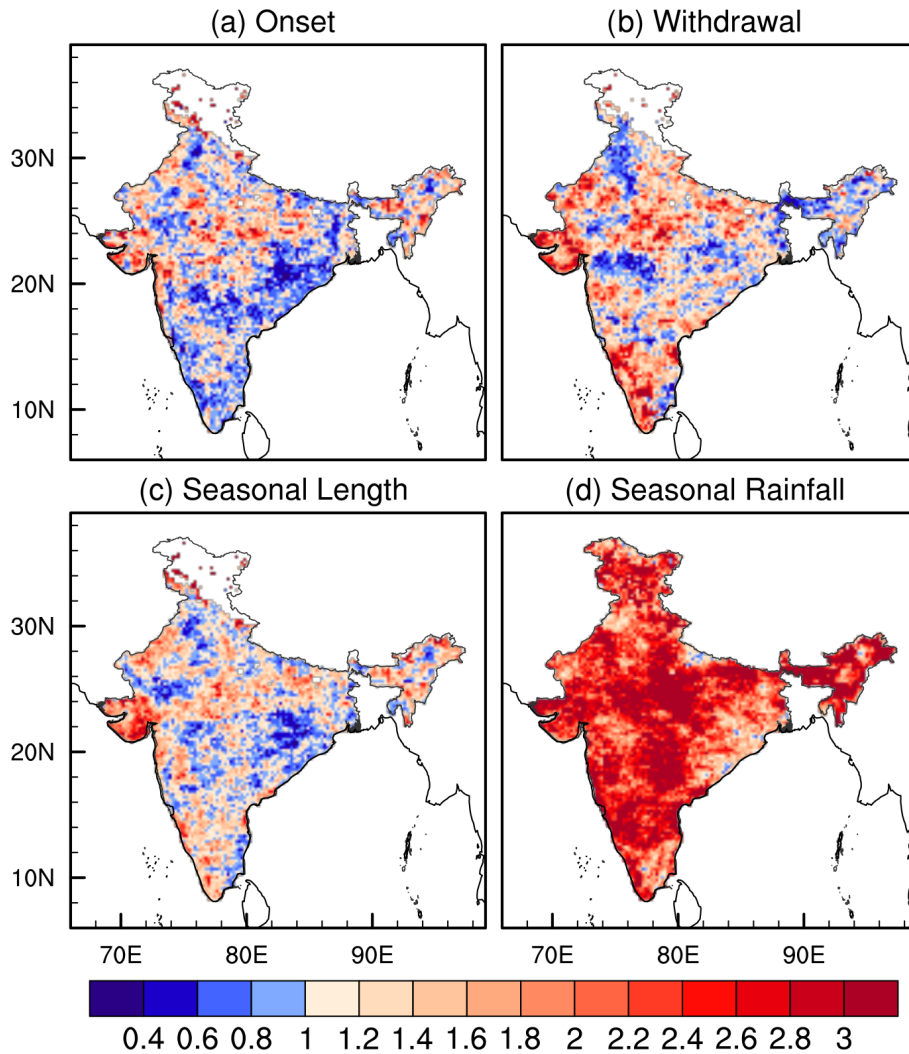 (a) Onset
(b) Withdrawal
30N
20N
10N
(c) Seasonal Length
(d) Seasonal Rainfall
30N
20N
10N
70E 80E 90E 70E 80E 90E
0.4 0.6 0.8 1 1.2 1.4 1.6 1.8 2 2.2 2.4 2.6 2.8 3